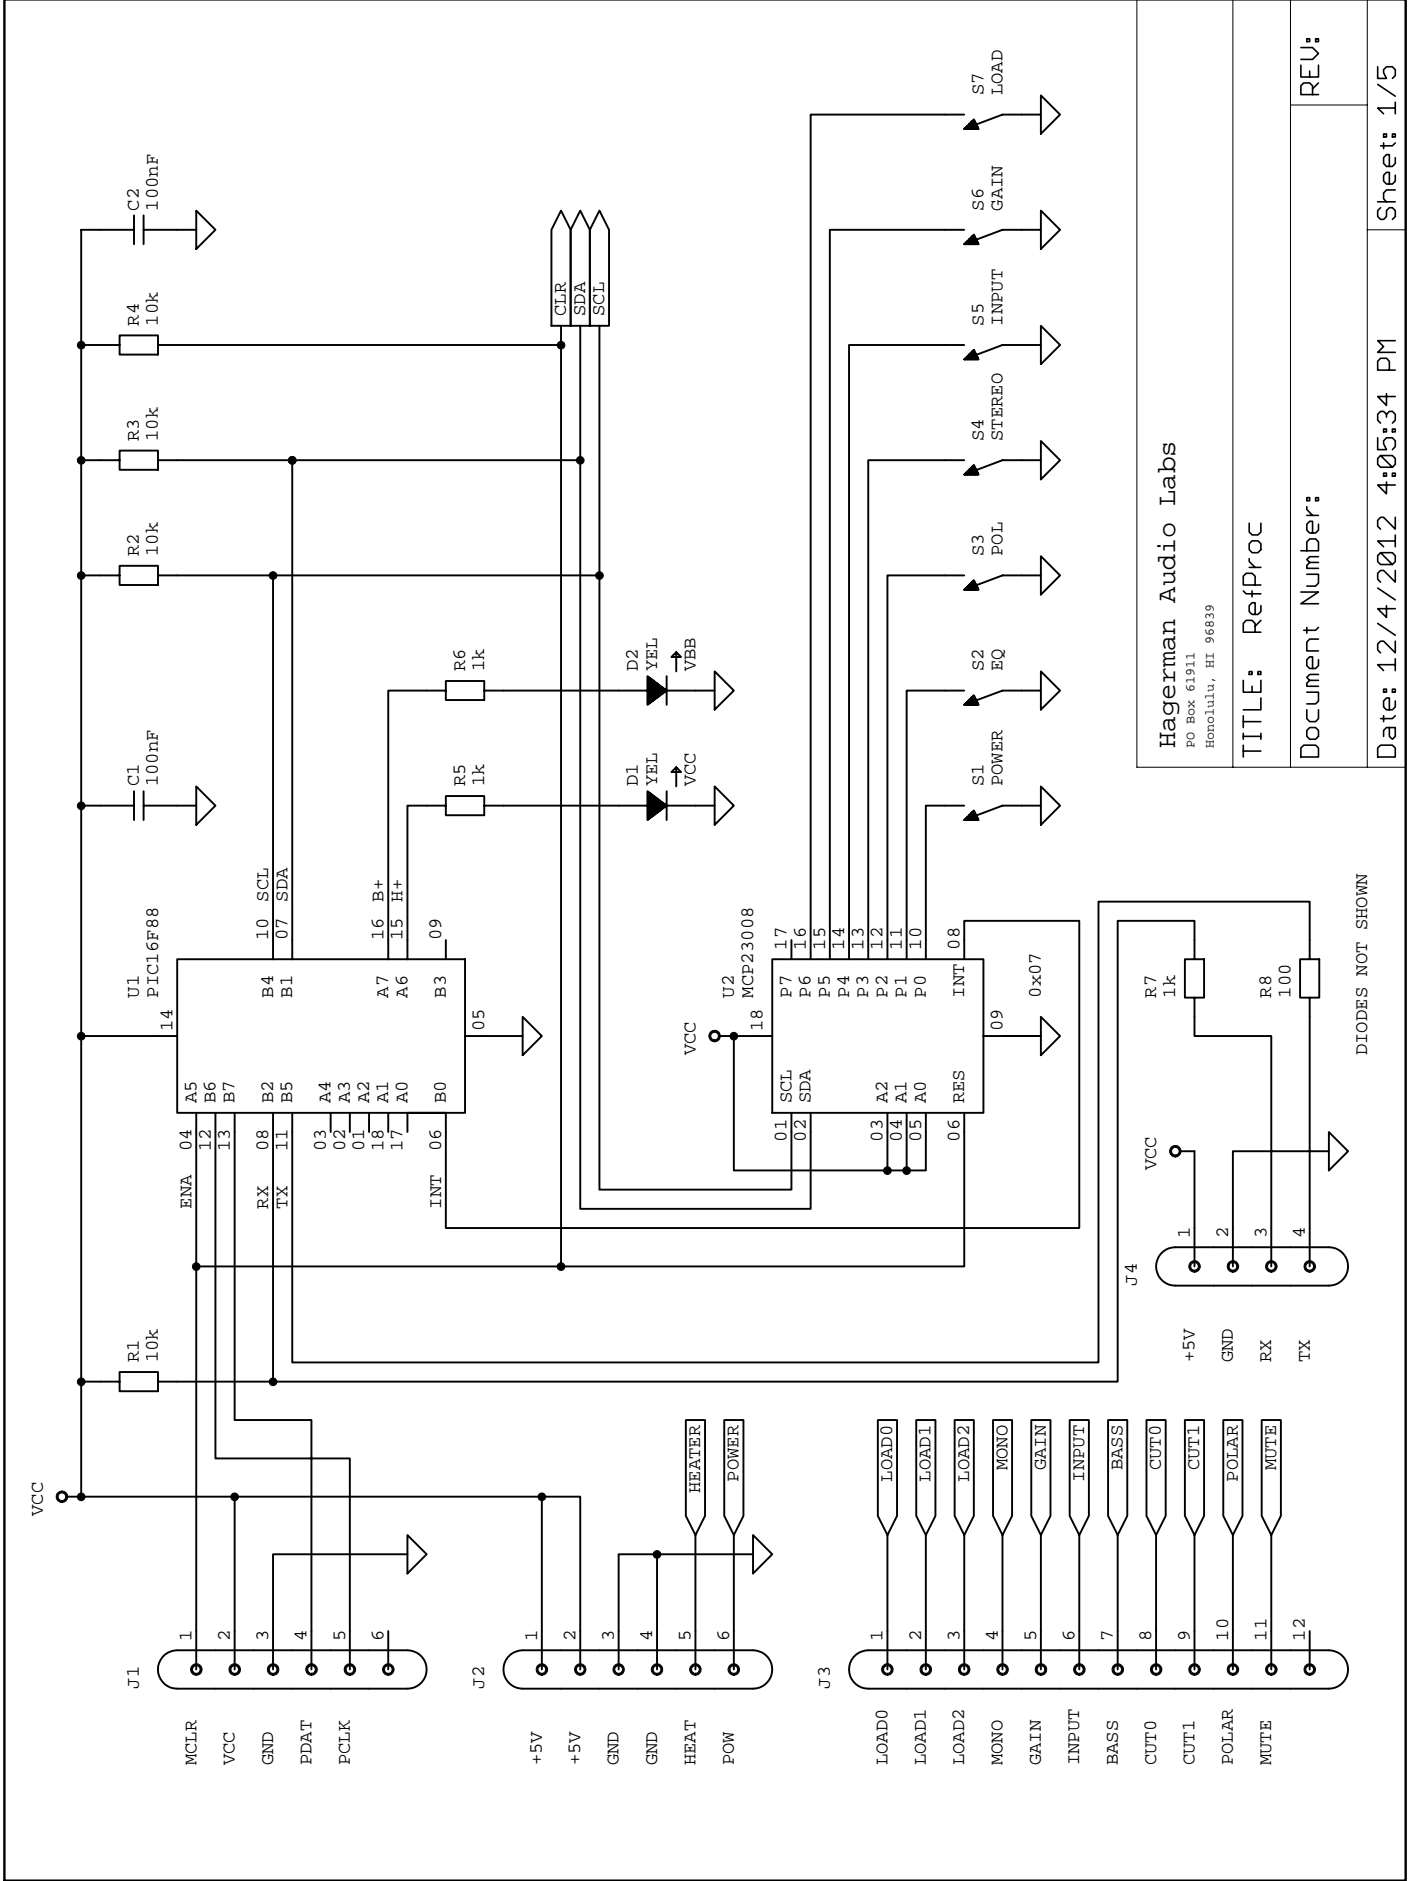 VCC
R1
10k
U1
PIC16F88
C1
100nF
R2
10k
R3
10k
R4
10k
C2
100nF
J1
MCLR
1
VCC
2
GND
3
PDAT
4
PCLK
5
6
ENA
04
A5
12
B6
13
B7
RX
08
B2
TX
11
B5
03
A4
02
A3
01
A2
18
A1
17
A0
INT
06
B0
14
B4
10
SCL
B1
07
SDA
A7
16
B+
A6
15
H+
B3
09
05
R5
1k
R6
1k
D1
YEL
VCC
D2
YEL
VBB
CLR
SDA
SCL
J2
+5V
1
+5V
2
GND
3
GND
4
HEAT
5
HEATER
POW
6
POWER
VCC
U2
MCP23008
18
01
SCL
02
SDA
03
A2
04
A1
05
A0
06
RES
P7
17
P6
16
P5
15
P4
14
P3
13
P2
12
P1
11
P0
10
INT
08
09
0x07
S1
POWER
S2
EQ
S3
POL
S4
STEREO
S5
INPUT
S6
GAIN
S7
LOAD
J3
LOAD0
1
LOAD0
LOAD1
2
LOAD1
LOAD2
3
LOAD2
MONO
4
MONO
GAIN
5
GAIN
INPUT
6
INPUT
BASS
7
BASS
CUT0
8
CUT0
CUT1
9
CUT1
POLAR
10
POLAR
MUTE
11
MUTE
12
J4
VCC
+5V
1
GND
2
RX
3
TX
4
R7
1k
R8
100
DIODES NOT SHOWN
Hagerman Audio Labs
PO Box 61911
Honolulu, HI 96839
TITLE: RefProc
Document Number:
REV:
Date: 12/4/2012 4:05:34 PM
Sheet: 1/5